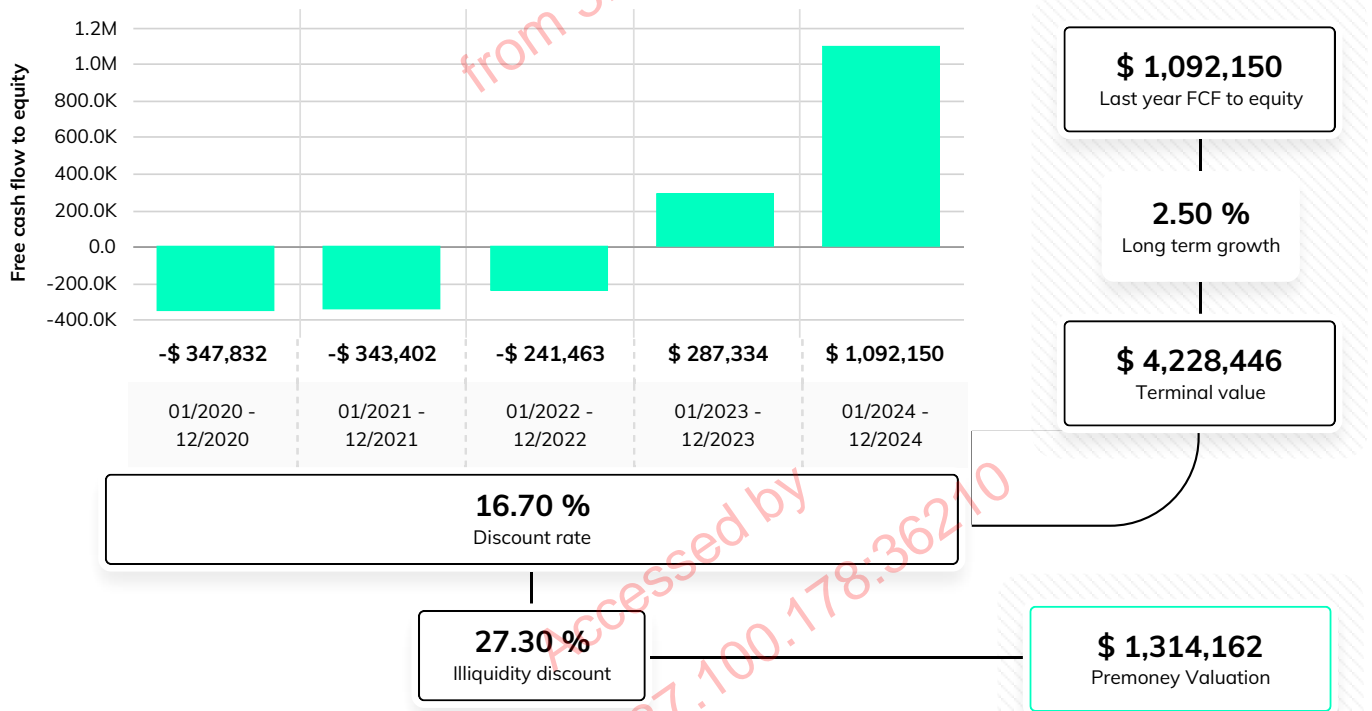 Free cash flow to equity
1.2M
1.0M
800.0K
600.0K
400.0K
200.0K
0.0
-200.0K
-400.0K
-$ 347,832
-$ 343,402
-$ 241,463
$ 287,334
$ 1,092,150
01/2020 -
12/2020
01/2021 -
12/2021
01/2022 -
12/2022
01/2023 -
12/2023
01/2024 -
12/2024
16.70 %
Discount rate
27.30 %
Illiquidity discount
$ 1,092,150
Last year FCF to equity
2.50 %
Long term growth
$ 4,228,446
Terminal value
$ 1,314,162
Premoney Valuation
from
Accessed by
7.100.178:36210